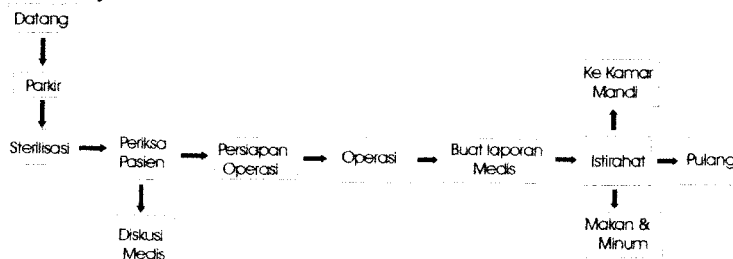 Datang
Parkir
Sterilisasi
Periksa
Pasien
Diskusi
Medis
Persiapan
Operasi
Operasi
Buat laporan
Medis
Ke Kamar
Mandi
Istirahat
Makan &
Minum
Pulang